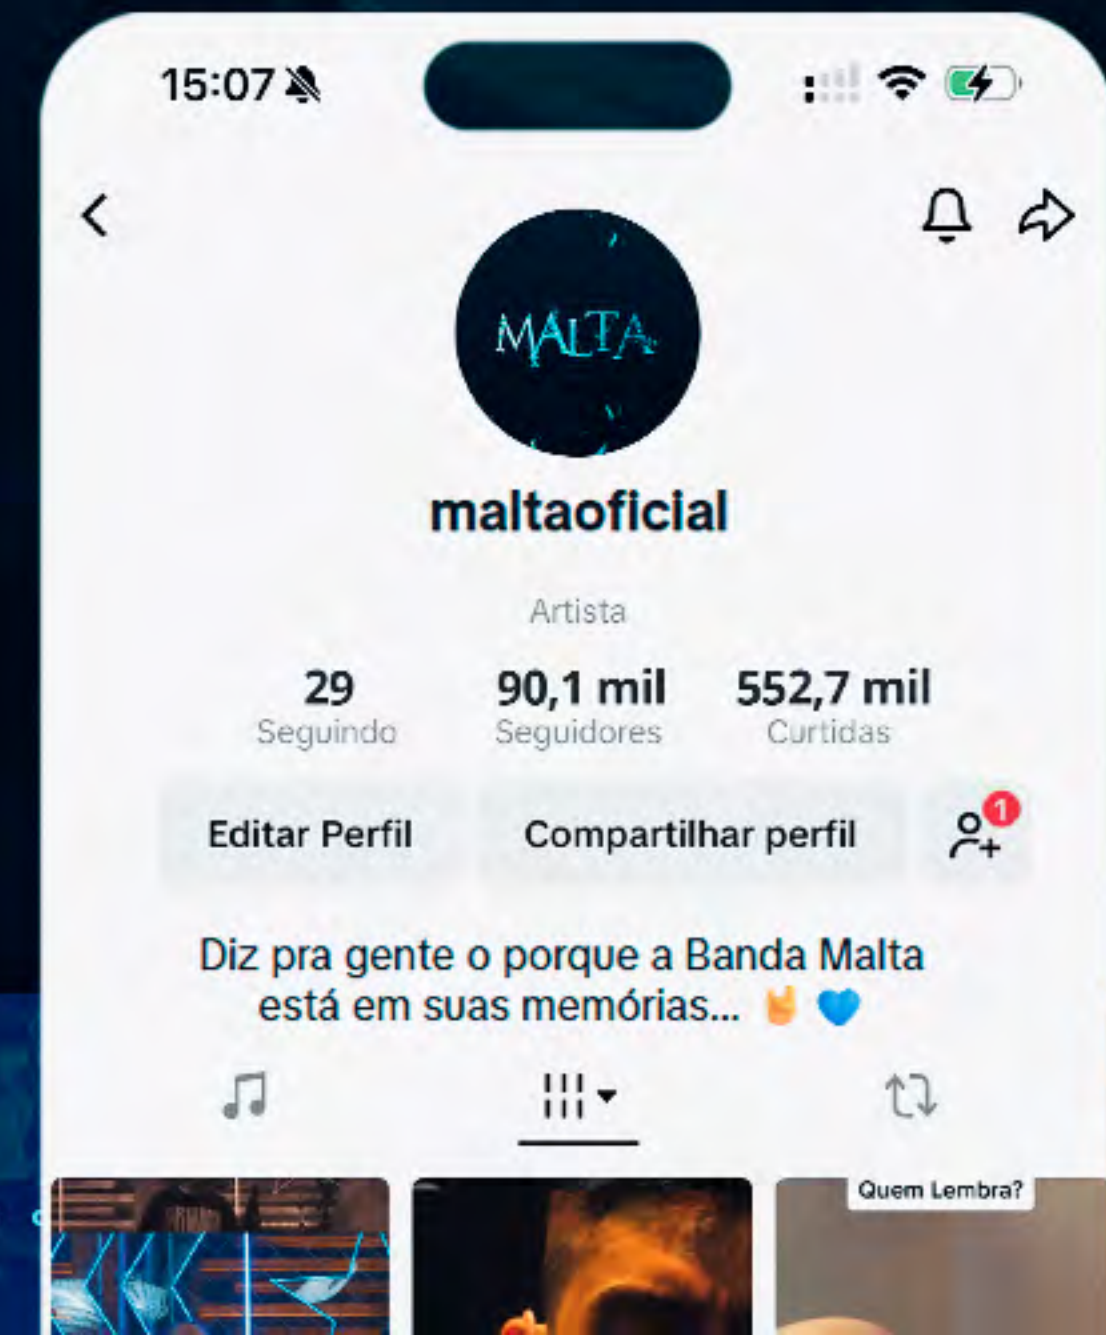 15:07
MALTA
maltaoficial
Artista
29 90,1 mil 552,7 mil
Seguindo Seguidores Curtidas
Editar Perfil Compartilhar perfil 1
Diz pra gente o porque a Banda Malta
está em suas memórias... 🤘 💙
Quem Lembra?